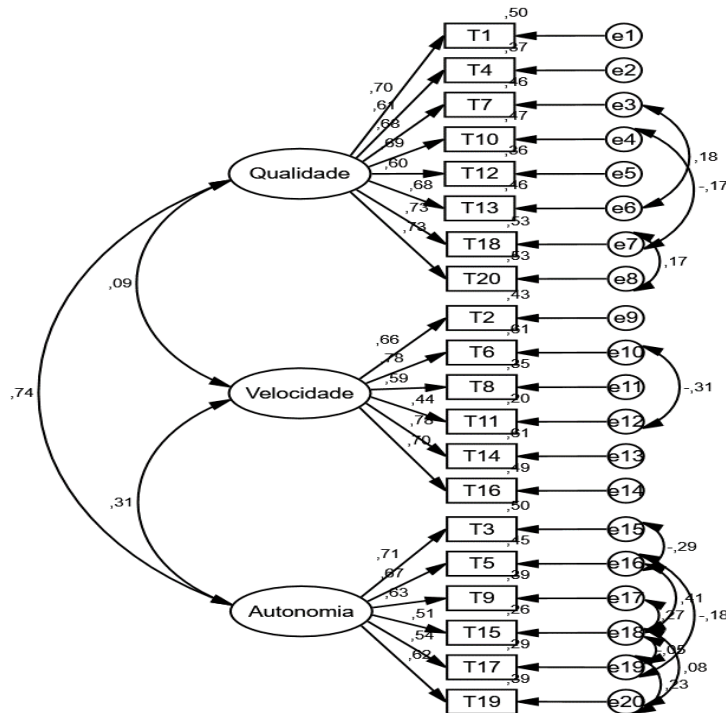 ,50
T1
e1
,37
T4
e2
,70
,46
,61
T7
e3
,68
,47
,69
T10
e4
,18
,36
,60
Qualidade
T12
e5
-,17
,46
,68
T13
e6
,73
,53
T18
e7
,73
,53
,17
T20
e8
,09
,43
T2
e9
,66
,61
T6
e10
,78
,35
,59
Velocidade
T8
e11
-,31
,74
,20
,44
T11
e12
,78
,61
T14
e13
,70
,49
T16
e14
,31
,50
T3
e15
,71
,45
-,29
T5
e16
,67
,39
,63
T9
e17
,41
Autonomia
,51
,26
,27
-,18
T15
e18
,54
,29
-,05
T17
e19
,08
,62
,39
,23
T19
e20